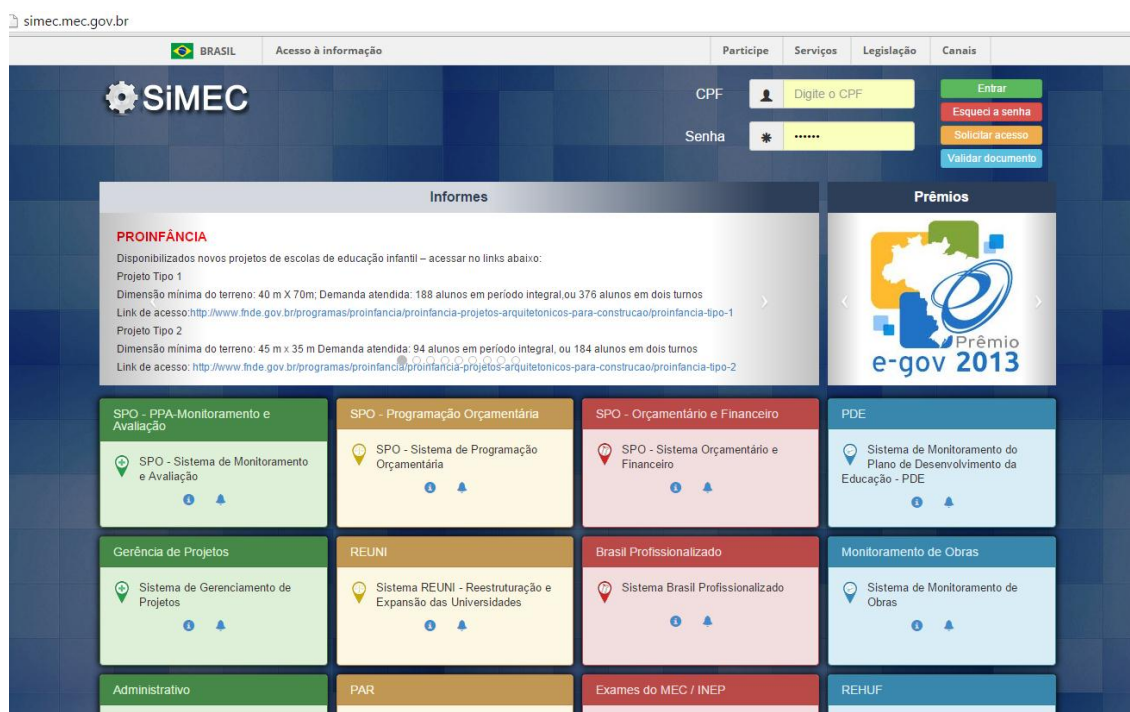 simec.mec.gov.br
BRASIL Acesso à informação Participe Serviços Legislação Canais
SiMEC
CPF Digite o CPF Entrar
Esqueci a senha
Senha •••••• Solicitar acesso
Validar documento
Informes
PROINFÂNCIA
Disponibilizados novos projetos de escolas de educação infantil – acessar no links abaixo:
Projeto Tipo 1
Dimensão mínima do terreno: 40 m X 70m; Demanda atendida: 188 alunos em período integral,ou 376 alunos em dois turnos
Link de acesso:http://www.fnde.gov.br/programas/proinfancia/proinfancia-projetos-arquitetonicos-para-construcao/proinfancia-tipo-1
Projeto Tipo 2
Dimensão mínima do terreno: 45 m x 35 m Demanda atendida: 94 alunos em período integral, ou 184 alunos em dois turnos
Link de acesso: http://www.fnde.gov.br/programas/proinfancia/proinfancia-projetos-arquitetonicos-para-construcao/proinfancia-tipo-2
Prêmios
Prêmio
e-gov 2013
SPO - PPA-Monitoramento e
Avaliação
SPO - Sistema de Monitoramento
e Avaliação
SPO - Programação Orçamentária
SPO - Sistema de Programação
Orçamentária
SPO - Orçamentário e Financeiro
SPO - Sistema Orçamentário e
Financeiro
PDE
Sistema de Monitoramento do
Plano de Desenvolvimento da
Educação - PDE
Gerência de Projetos
Sistema de Gerenciamento de
Projetos
REUNI
Sistema REUNI - Reestruturação e
Expansão das Universidades
Brasil Profissionalizado
Sistema Brasil Profissionalizado
Monitoramento de Obras
Sistema de Monitoramento de
Obras
Administrativo
PAR
Exames do MEC / INEP
REHUF